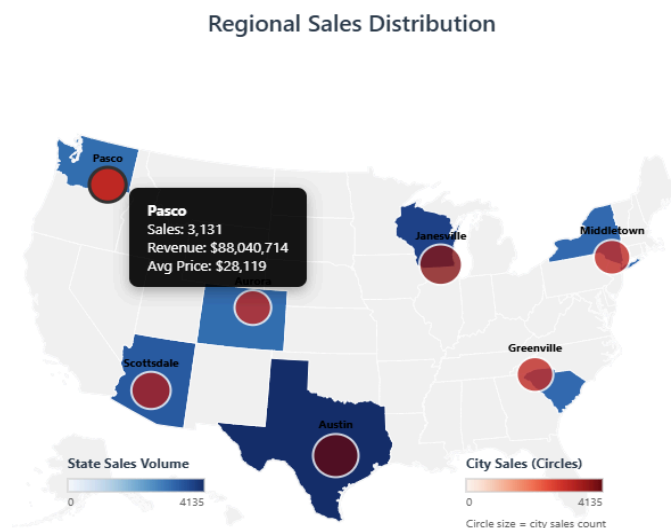 Regional Sales Distribution
Pasco
Pasco
Sales: 3,131
Revenue: $88,040,714
Avg Price: $28,119
Janesville
Middletown
Aurora
Greenville
Scottsdale
Austin
State Sales Volume
0 4135
City Sales (Circles)
0 4135
Circle size = city sales count